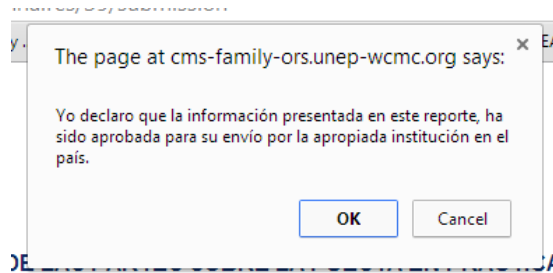 The page at cms-family-ors.unep-wcmc.org says:
Yo declaro que la información presentada en este reporte, ha
sido aprobada para su envío por la apropiada institución en el
país.
OK Cancel